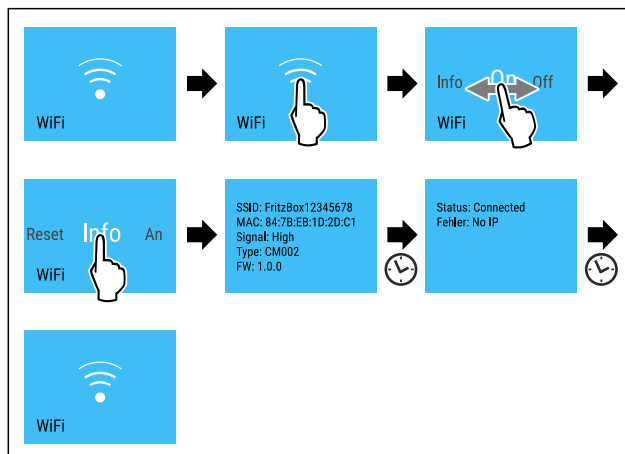 WiFi
WiFi
Info On Off
WiFi
Reset Info An
WiFi
SSID: FritzBox12345678
MAC: 84:7B:EB:1D:2D:C1
Signal: High
Type: CM002
FW: 1.0.0
Status: Connected
Fehler: No IP
WiFi